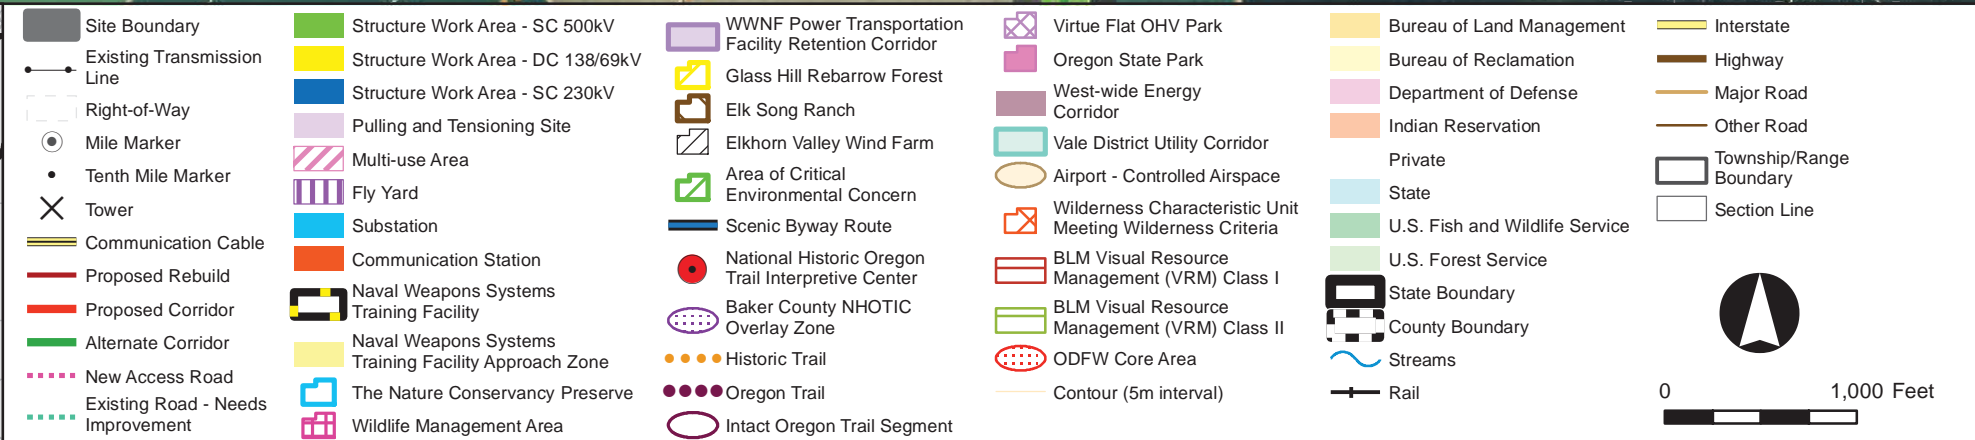 Site Boundary
Existing Transmission
Line
Right-of-Way
Mile Marker
Tenth Mile Marker
Tower
Communication Cable
Proposed Rebuild
Proposed Corridor
Alternate Corridor
New Access Road
Existing Road - Needs
Improvement
Structure Work Area - SC 500kV
Structure Work Area - DC 138/69kV
Structure Work Area - SC 230kV
Pulling and Tensioning Site
Multi-use Area
Fly Yard
Substation
Communication Station
Naval Weapons Systems
Training Facility
Naval Weapons Systems
Training Facility Approach Zone
The Nature Conservancy Preserve
Wildlife Management Area
WWNF Power Transportation
Facility Retention Corridor
Glass Hill Rebarrow Forest
Elk Song Ranch
Elkhorn Valley Wind Farm
Area of Critical
Environmental Concern
Scenic Byway Route
National Historic Oregon
Trail Interpretive Center
Baker County NHOTIC
Overlay Zone
Historic Trail
Oregon Trail
Intact Oregon Trail Segment
Virtue Flat OHV Park
Oregon State Park
West-wide Energy
Corridor
Vale District Utility Corridor
Airport - Controlled Airspace
Wilderness Characteristic Unit
Meeting Wilderness Criteria
BLM Visual Resource
Management (VRM) Class I
BLM Visual Resource
Management (VRM) Class II
ODFW Core Area
Contour (5m interval)
Bureau of Land Management
Bureau of Reclamation
Department of Defense
Indian Reservation
Private
State
U.S. Fish and Wildlife Service
U.S. Forest Service
State Boundary
County Boundary
Streams
Rail
Interstate
Highway
Major Road
Other Road
Township/Range
Boundary
Section Line
0 1,000 Feet